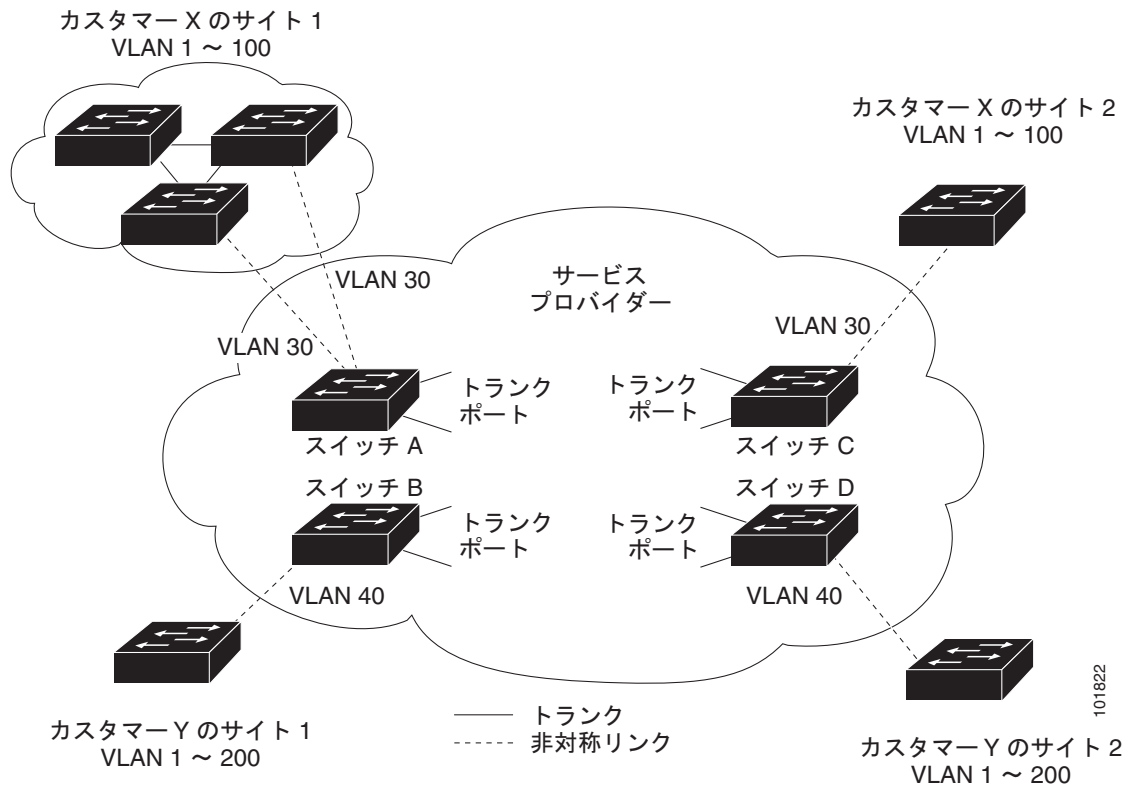 カスタマー X のサイト 1
VLAN 1 ～ 100
カスタマー X のサイト 2
VLAN 1 ～ 100
VLAN 30
サービス
プロバイダー
VLAN 30
VLAN 30
トランク
ポート
トランク
ポート
スイッチ A
スイッチ C
スイッチ B
スイッチ D
トランク
ポート
トランク
ポート
VLAN 40
VLAN 40
カスタマー Y のサイト 1
VLAN 1 ～ 200
トランク
非対称リンク
カスタマー Y のサイト 2
VLAN 1 ～ 200
101822